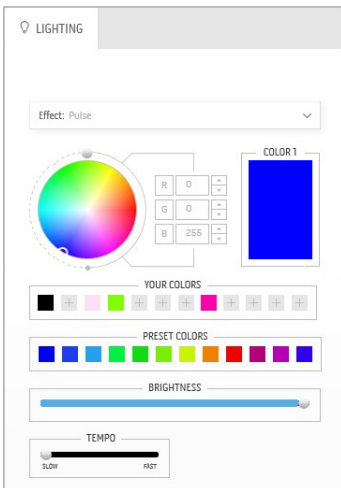 LIGHTING
Effect: Pulse
COLOR 1
R 0
G 0
B 255
YOUR COLORS
PRESET COLORS
BRIGHTNESS
TEMPO
SLOW FAST